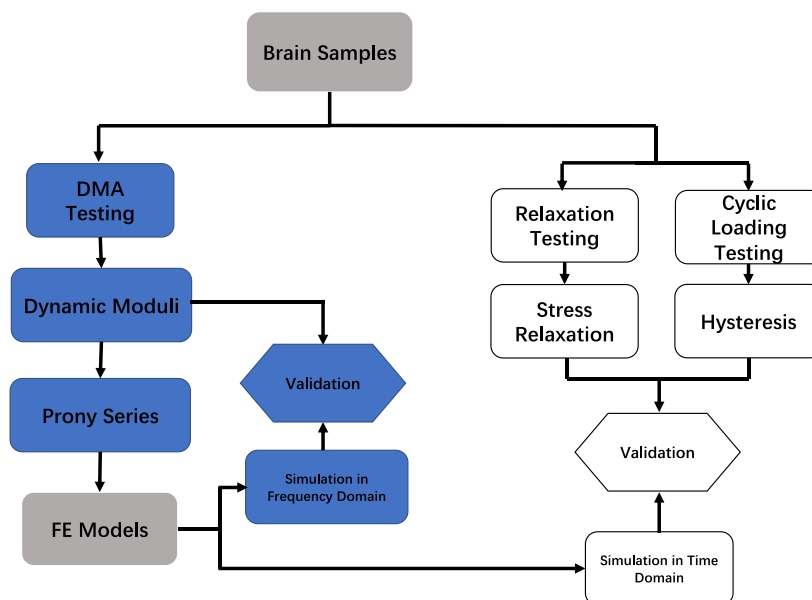 Brain Samples
DMA
Testing
Relaxation
Testing
Cyclic
Loading
Testing
Dynamic Moduli
Stress
Relaxation
Hysteresis
Validation
Prony Series
Validation
Simulation in
Frequency Domain
FE Models
Simulation in Time
Domain